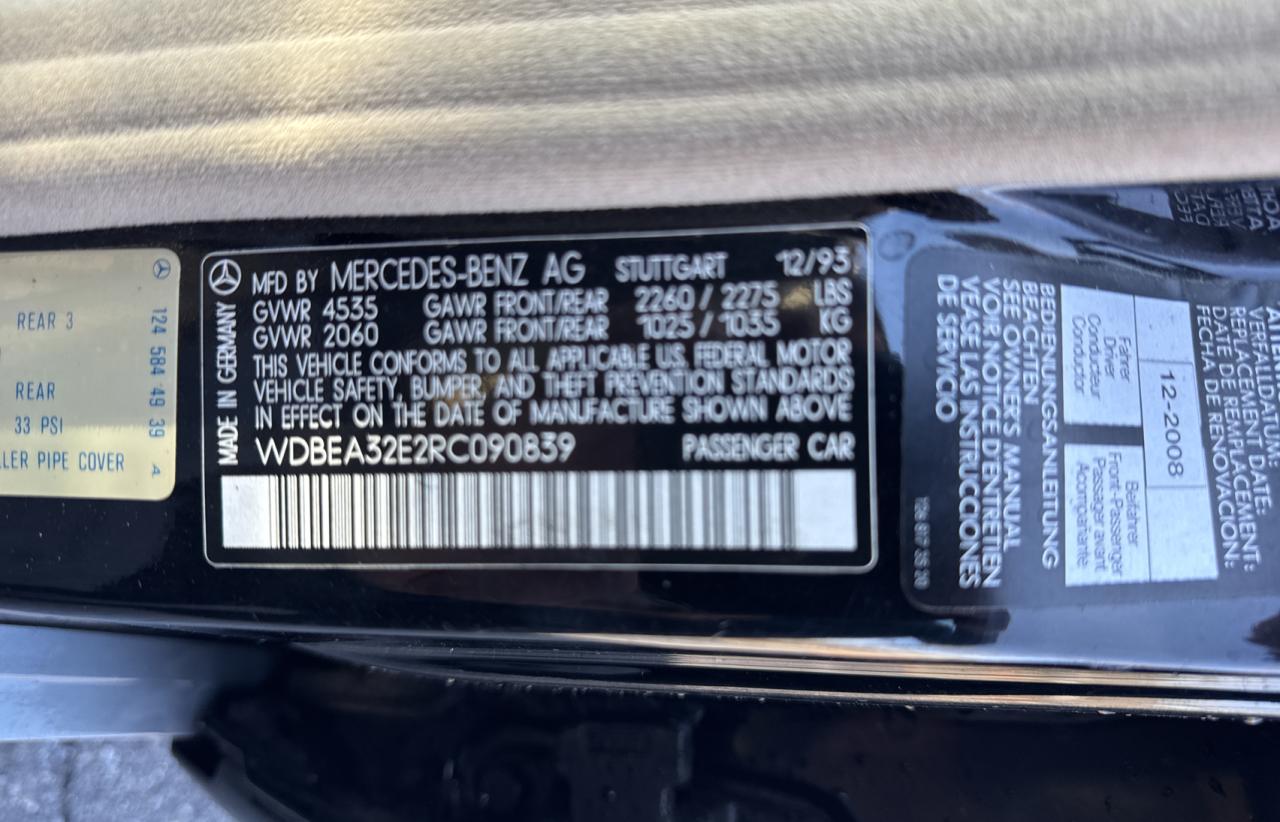 REAR 3
REAR
33 PSI
LER PIPE COVER
124 584 49 39 A
MADE IN GERMANY
MFD BY MERCEDES-BENZ AG STUTTGART 12/93
GVWR 4535 GAWR FRONT/REAR 2260 / 2275 LBS
GVWR 2060 GAWR FRONT/REAR 1025 / 1035 KG
THIS VEHICLE CONFORMS TO ALL APPLICABLE U.S. FEDERAL MOTOR
VEHICLE SAFETY, BUMPER, AND THEFT PREVENTION STANDARDS
IN EFFECT ON THE DATE OF MANUFACTURE SHOWN ABOVE
WDBEA32E2RC090839 PASSENGER CAR
VERFALLDATUM:
REPLACEMENT DATE:
DATE DE REMPLACEMENT:
FECHA DE RENOVACION:
12-2008
Fahrer
Driver
Conducteur
Conductor
Beifahrer
Front-Passenger
Passager avant
Acompañante
BEDIENUNGSANLEITUNG
BEACHTEN
SEE OWNER'S MANUAL
VOIR NOTICE D'ENTRETIEN
VEASE LAS INSTRUCCIONES
DE SERVICIO